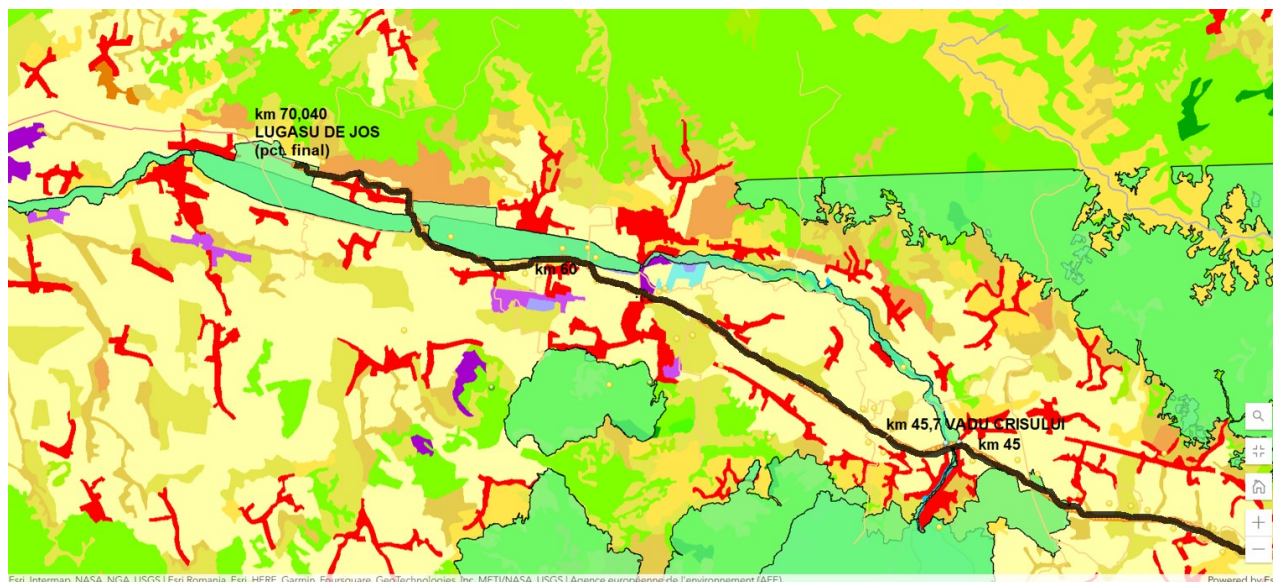 km 70,040
LUGASU DE JOS
(pct. final)
km 60
km 45,7 VADU CRISULUI
km 45
Esri, Intermap, NASA, NGA, USGS | Esri Romania, Esri, HERE, Garmin, Foursquare, GeoTechnologies, Inc, METI/NASA, USGS | Agence européenne de l'environnement (AEE)
Powered by